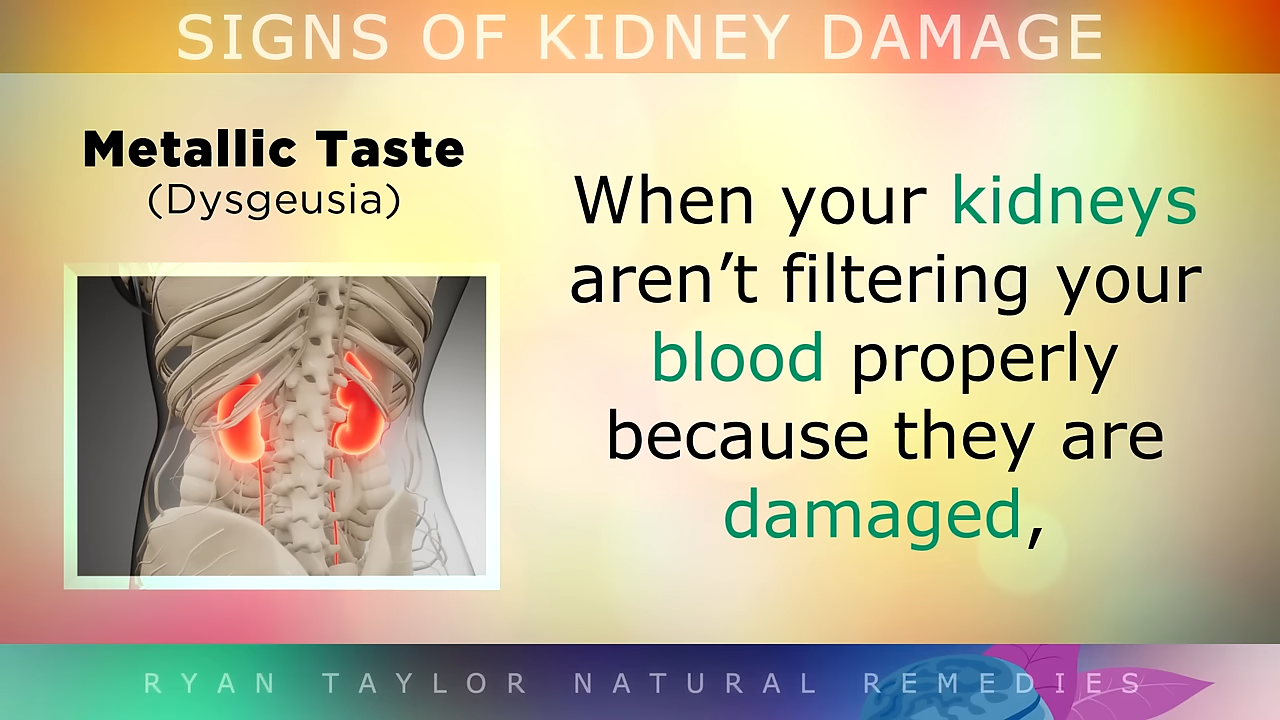 SIGNS OF KIDNEY DAMAGE
Metallic Taste
(Dysgeusia)
When your kidneys
aren’t filtering your
blood properly
because they are
damaged,
RYAN TAYLOR NATURAL REMEDIES